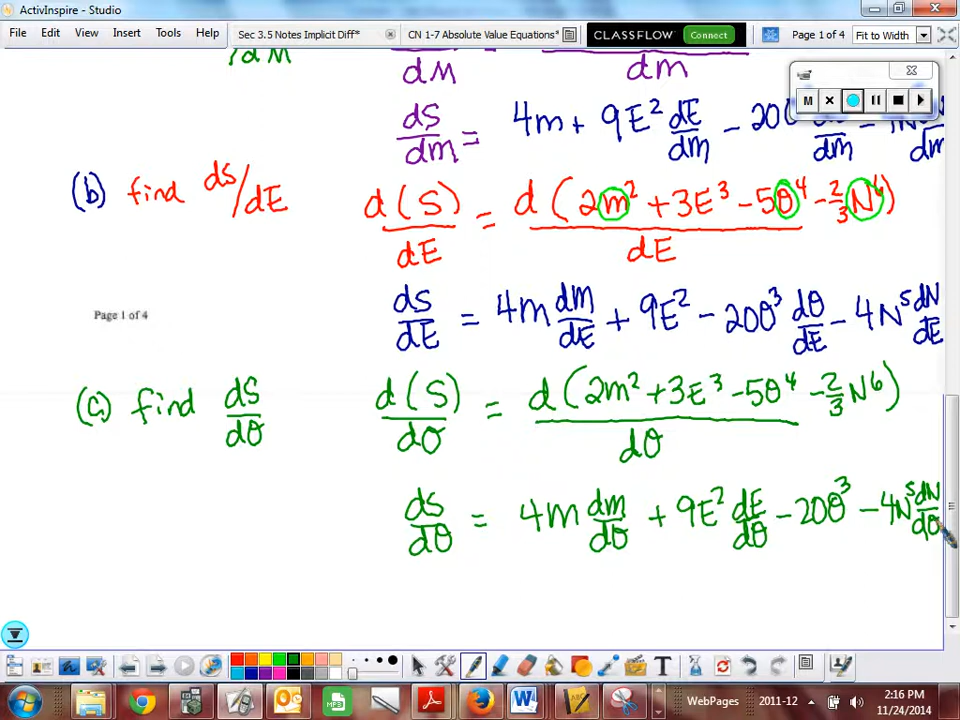 ActivInspire - Studio
File Edit View Insert Tools Help Sec 3.5 Notes Implicit Diff* CN 1-7 Absolute Value Equations* CLASSFLOW Connect Page 1 of 4 Fit to Width
/dM dM = dm
M
ds/dm = 4m + 9E² dE/dm - 20θ
(b) find ds/dE d(S)/dE = d(2m² + 3E³ - 5θ⁴ - 2/3 N⁶)/dE
Page 1 of 4
ds/dE = 4m dm/dE + 9E² - 20θ³ dθ/dE - 4N⁵ dN/dE
(c) find ds/dθ d(S)/dθ = d(2m² + 3E³ - 5θ⁴ - 2/3 N⁶)/dθ
ds/dθ = 4m dm/dθ + 9E² dE/dθ - 20θ³ - 4N⁵ dN/dθ
WebPages 2011-12 2:16 PM
11/24/2014